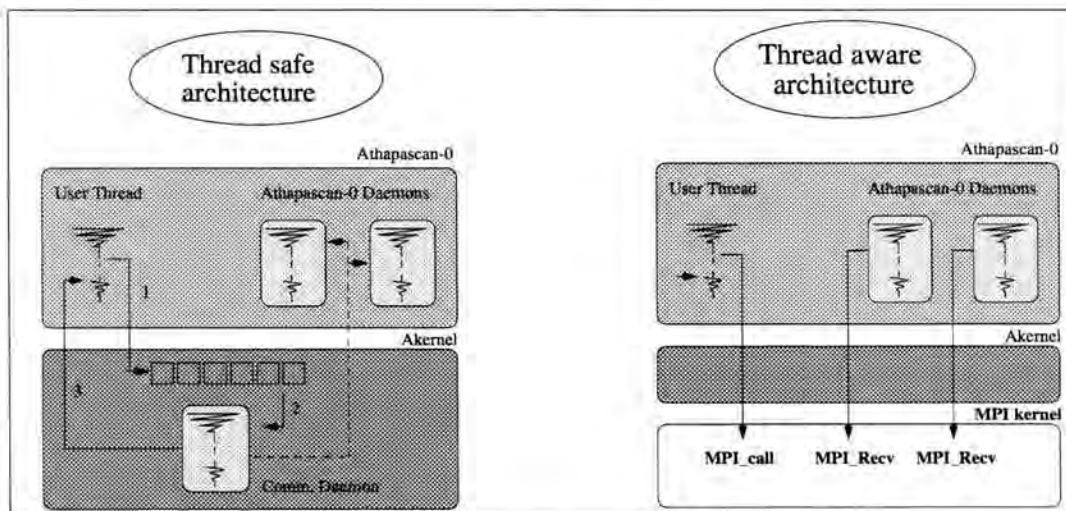 Thread safe
architecture
Athapascan-0
User Thread
Athapascan-0 Daemons
1
Akernel
3
2
Comm. Daemon
Thread aware
architecture
Athapascan-0
User Thread
Athapascan-0 Daemons
Akernel
MPI kernel
MPI_call
MPI_Recv
MPI_Recv